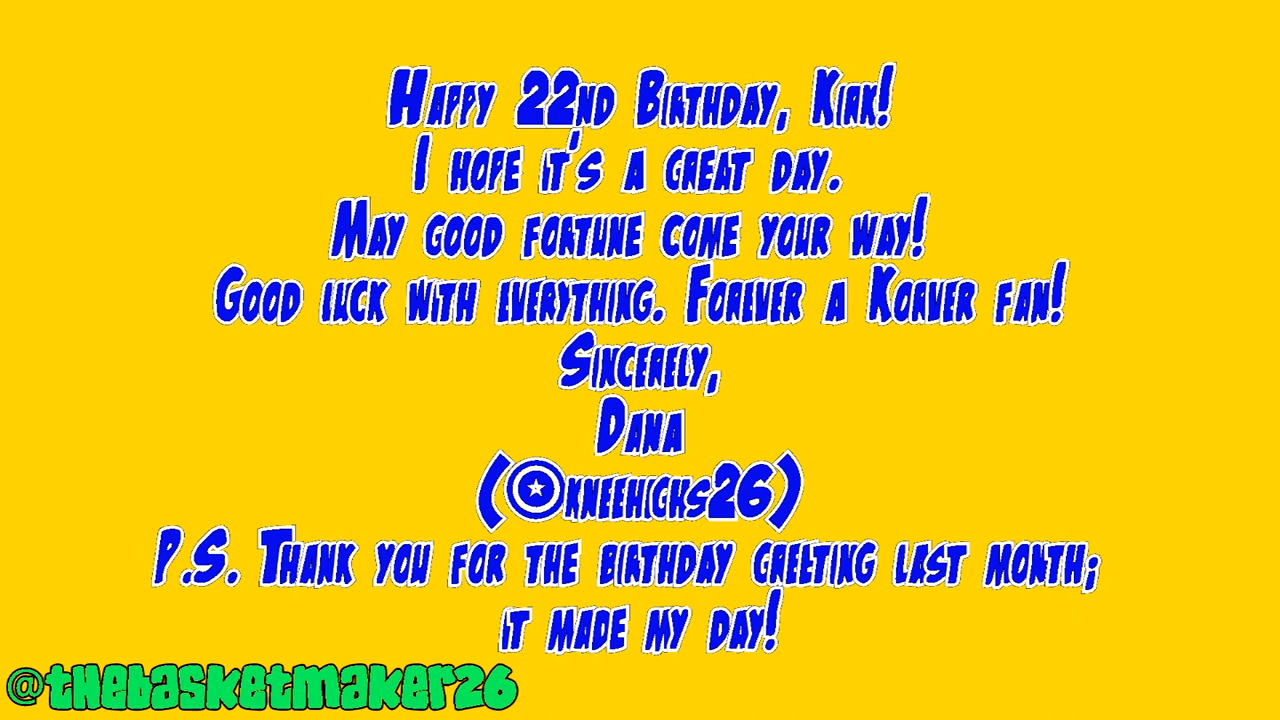 Happy 22nd Birthday, Kirk!
I hope it's a great day.
May good fortune come your way!
Good luck with everything. Forever a Korver fan!
Sincerely,
Dana
(@kneehighs26)
P.S. Thank you for the birthday greeting last month;
it made my day!
@thebasketmaker26